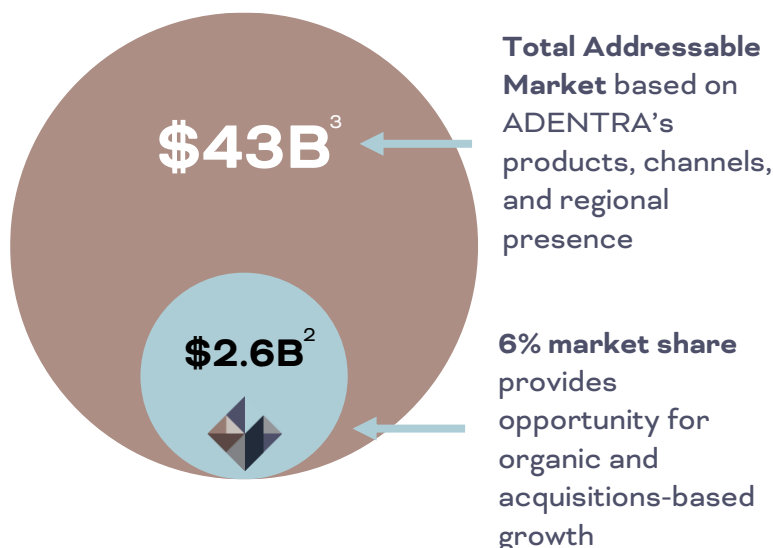 $43B³
Total Addressable
Market based on
ADENTRA's
products, channels,
and regional
presence
$2.6B²
6% market share
provides
opportunity for
organic and
acquisitions-based
growth